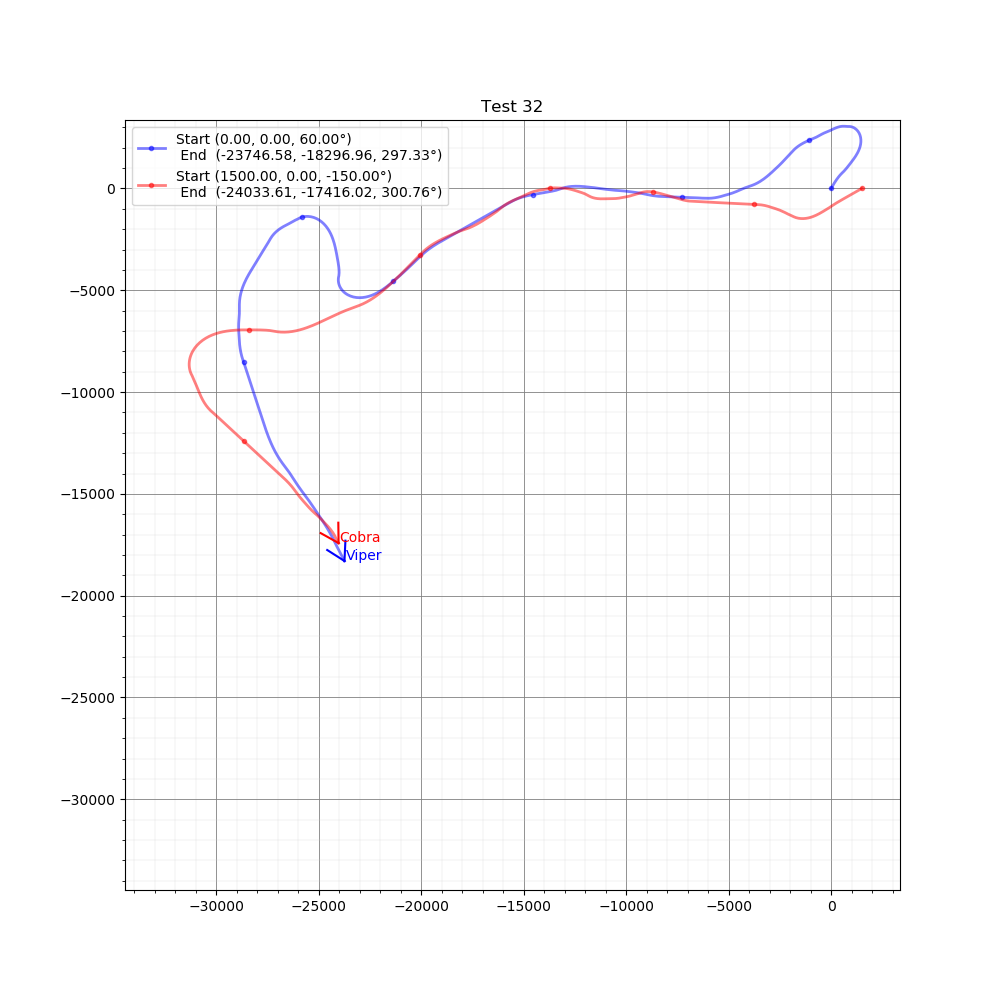 Test 32
Start (0.00, 0.00, 60.00°)
End (-23746.58, -18296.96, 297.33°)
Start (1500.00, 0.00, -150.00°)
End (-24033.61, -17416.02, 300.76°)
0
−5000
−10000
−15000
−20000
−25000
−30000
Cobra
Viper
−30000 −25000 −20000 −15000 −10000 −5000 0